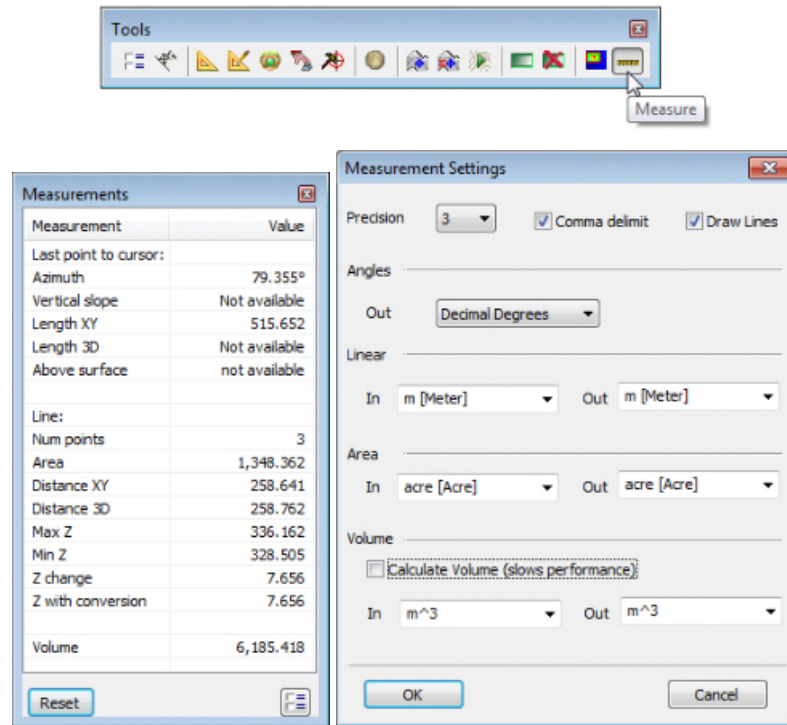 Tools
Measure
Measurements
Measurement Value
Last point to cursor:
Azimuth 79.355°
Vertical slope Not available
Length XY 515.652
Length 3D Not available
Above surface not available
Line:
Num points 3
Area 1,348.362
Distance XY 258.641
Distance 3D 258.762
Max Z 336.162
Min Z 328.505
Z change 7.656
Z with conversion 7.656
Volume 6,185.418
Reset
Measurement Settings
Precision 3 Comma delimit Draw Lines
Angles
Out Decimal Degrees
Linear
In m [Meter] Out m [Meter]
Area
In acre [Acre] Out acre [Acre]
Volume
Calculate Volume (slows performance)
In m^3 Out m^3
OK Cancel